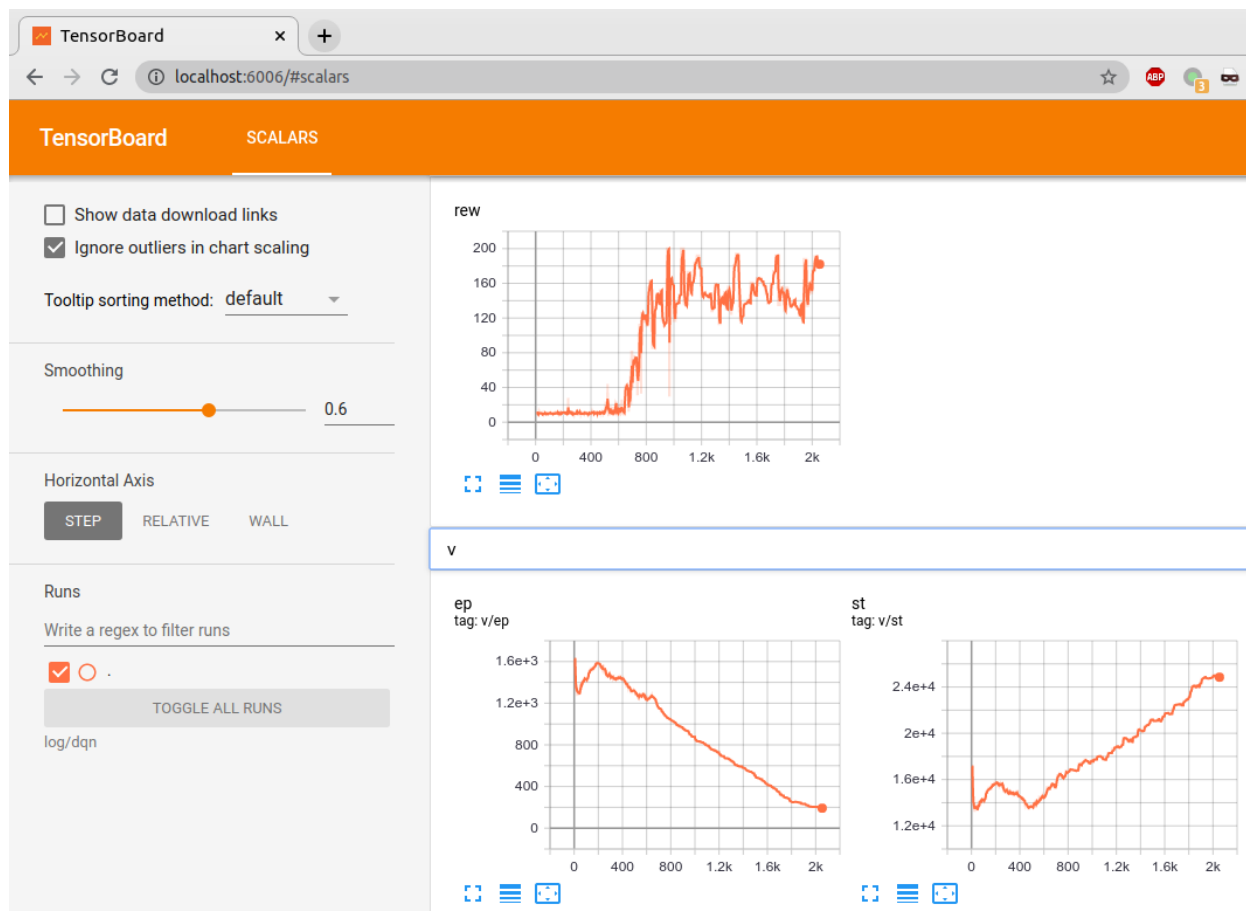 TensorBoard
localhost:6006/#scalars
ABP
3
TensorBoard
SCALARS
Show data download links
Ignore outliers in chart scaling
Tooltip sorting method: default
Smoothing
0.6
Horizontal Axis
STEP RELATIVE WALL
Runs
Write a regex to filter runs
.
TOGGLE ALL RUNS
log/dqn
rew
200
160
120
80
40
0
0 400 800 1.2k 1.6k 2k
v
ep
tag: v/ep
1.6e+3
1.2e+3
800
400
0
0 400 800 1.2k 1.6k 2k
st
tag: v/st
2.4e+4
2e+4
1.6e+4
1.2e+4
0 400 800 1.2k 1.6k 2k